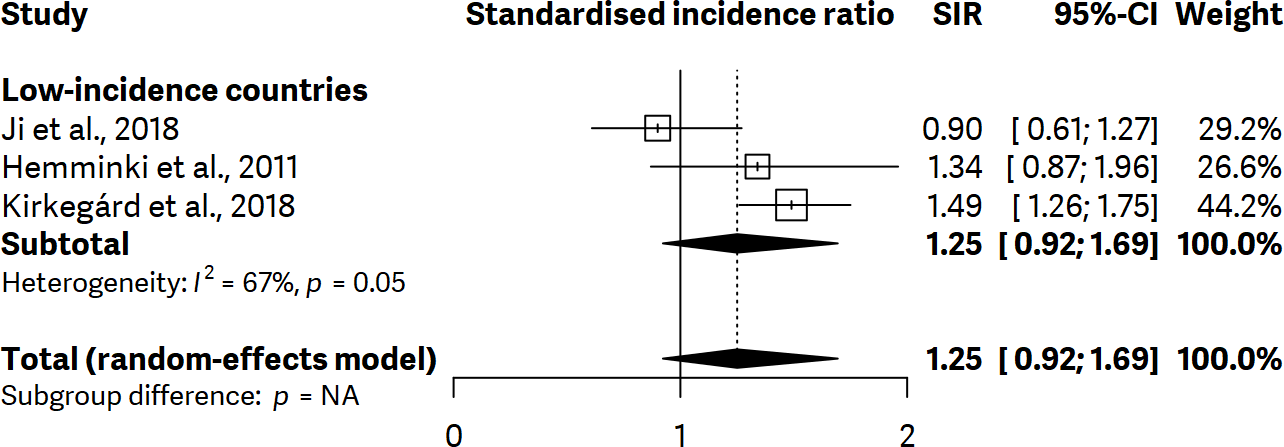 Study Standardised incidence ratio SIR 95%-CI Weight
Low-incidence countries
Ji et al., 2018 0.90 [ 0.61; 1.27] 29.2%
Hemminki et al., 2011 1.34 [ 0.87; 1.96] 26.6%
Kirkegárd et al., 2018 1.49 [ 1.26; 1.75] 44.2%
Subtotal 1.25 [ 0.92; 1.69] 100.0%
Heterogeneity: I² = 67%, p = 0.05
Total (random-effects model) 1.25 [ 0.92; 1.69] 100.0%
Subgroup difference: p = NA
0 1 2